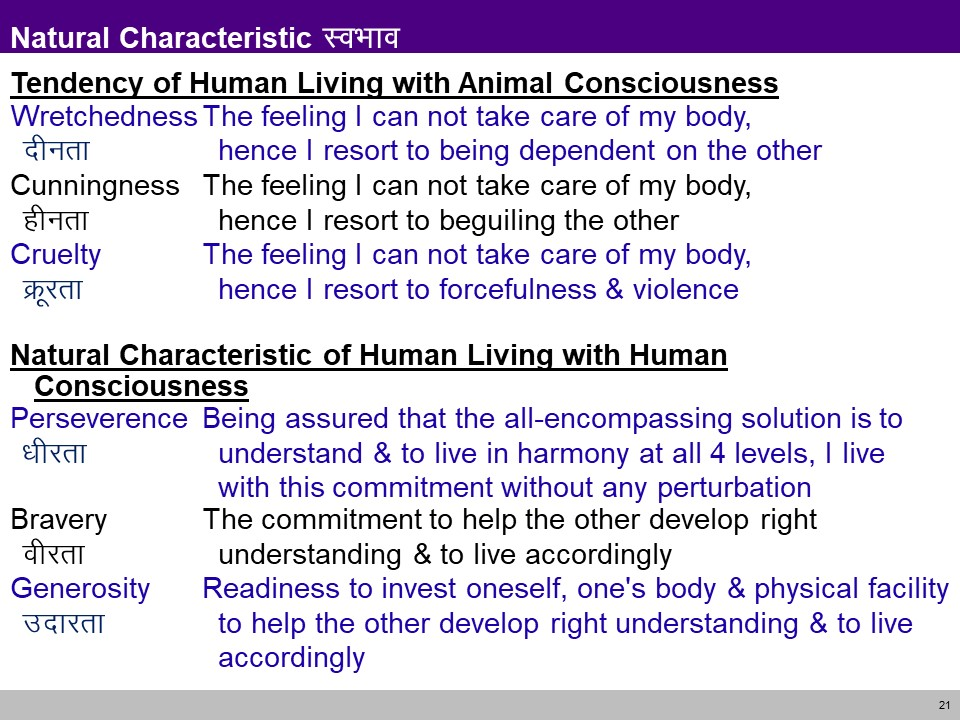 Natural Characteristic स्वभाव
Tendency of Human Living with Animal Consciousness
Wretchedness The feeling I can not take care of my body,
दीनता hence I resort to being dependent on the other
Cunningness The feeling I can not take care of my body,
हीनता hence I resort to beguiling the other
Cruelty The feeling I can not take care of my body,
क्रूरता hence I resort to forcefulness & violence
Natural Characteristic of Human Living with Human
Consciousness
Perseverence Being assured that the all-encompassing solution is to
धीरता understand & to live in harmony at all 4 levels, I live
with this commitment without any perturbation
Bravery The commitment to help the other develop right
वीरता understanding & to live accordingly
Generosity Readiness to invest oneself, one's body & physical facility
उदारता to help the other develop right understanding & to live
accordingly
21